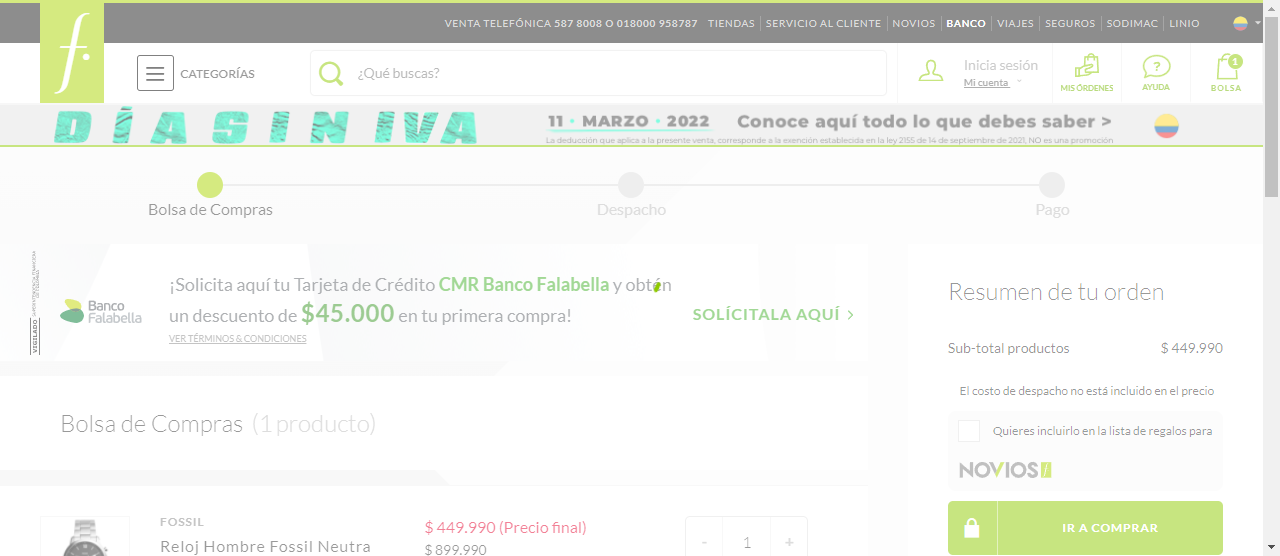 VENTA TELEFÓNICA 587 8008 O 018000 958787 TIENDAS SERVICIO AL CLIENTE NOVIOS BANCO VIAJES SEGUROS SODIMAC LINIO
f.
CATEGORÍAS
¿Qué buscas?
Inicia sesión
Mi cuenta
MIS ÓRDENES
AYUDA
1
BOLSA
DÍA SIN IVA
11 • MARZO • 2022 Conoce aquí todo lo que debes saber >
La deducción que aplica a la presente venta, corresponde a la exención establecida en la ley 2155 de 14 de septiembre de 2021, NO es una promoción
Bolsa de Compras
Despacho
Pago
VIGILADO
Banco
Falabella
¡Solicita aquí tu Tarjeta de Crédito CMR Banco Falabella y obtén
un descuento de $45.000 en tu primera compra!
VER TÉRMINOS & CONDICIONES
SOLÍCITALA AQUÍ >
Bolsa de Compras (1 producto)
FOSSIL
Reloj Hombre Fossil Neutra
$ 449.990 (Precio final)
$ 899.990
- 1 +
Resumen de tu orden
Sub-total productos $ 449.990
El costo de despacho no está incluido en el precio
Quieres incluirlo en la lista de regalos para
NOVIOS f
IR A COMPRAR